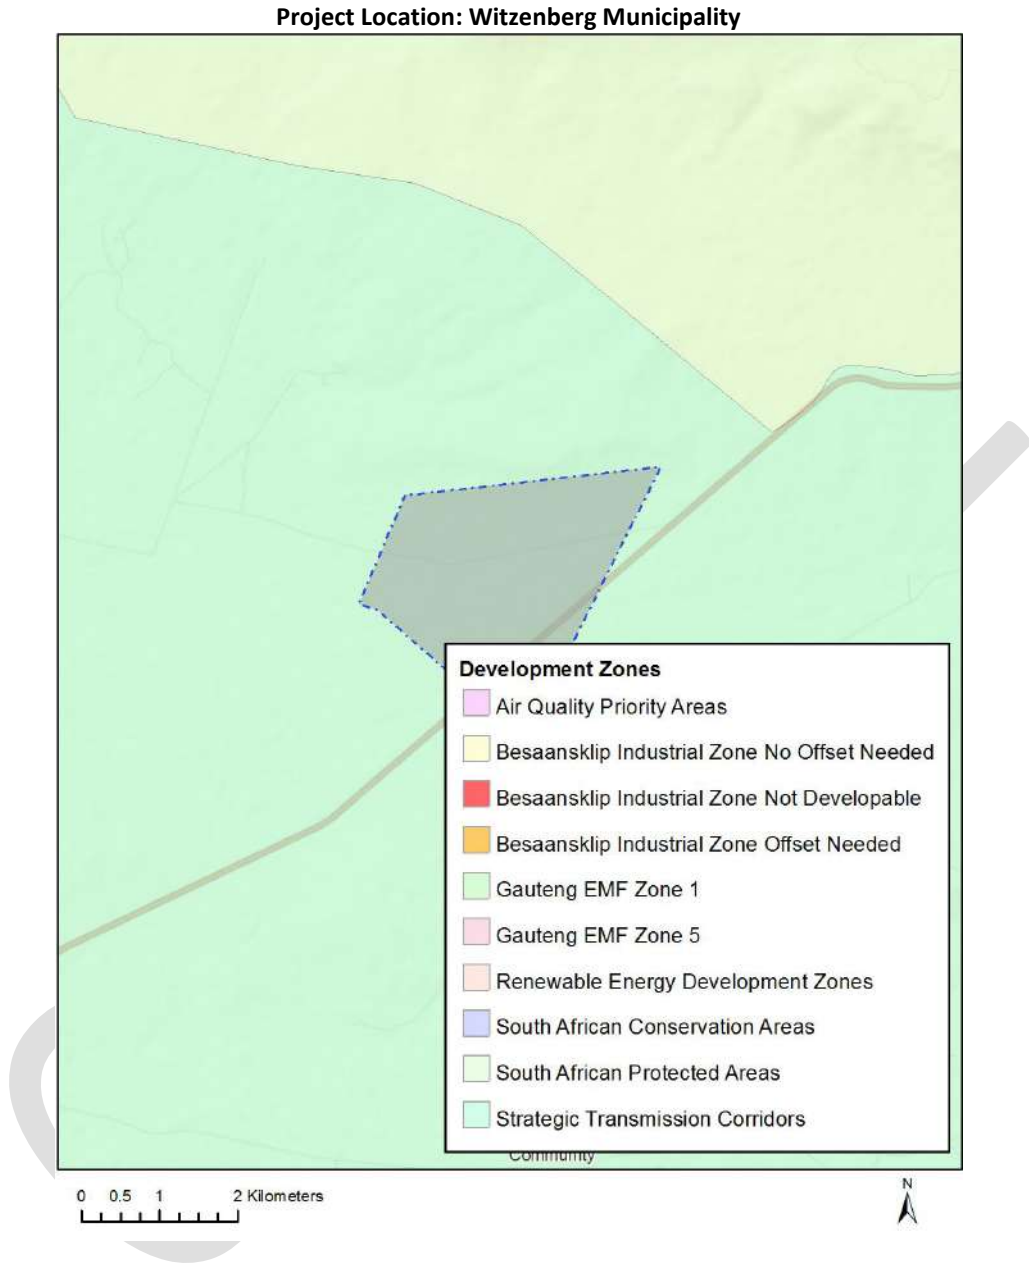 Project Location: Witzenberg Municipality
Development Zones
Air Quality Priority Areas
Besaansklip Industrial Zone No Offset Needed
Besaansklip Industrial Zone Not Developable
Besaansklip Industrial Zone Offset Needed
Gauteng EMF Zone 1
Gauteng EMF Zone 5
Renewable Energy Development Zones
South African Conservation Areas
South African Protected Areas
Strategic Transmission Corridors
Community
0 0.5 1 2 Kilometers
N